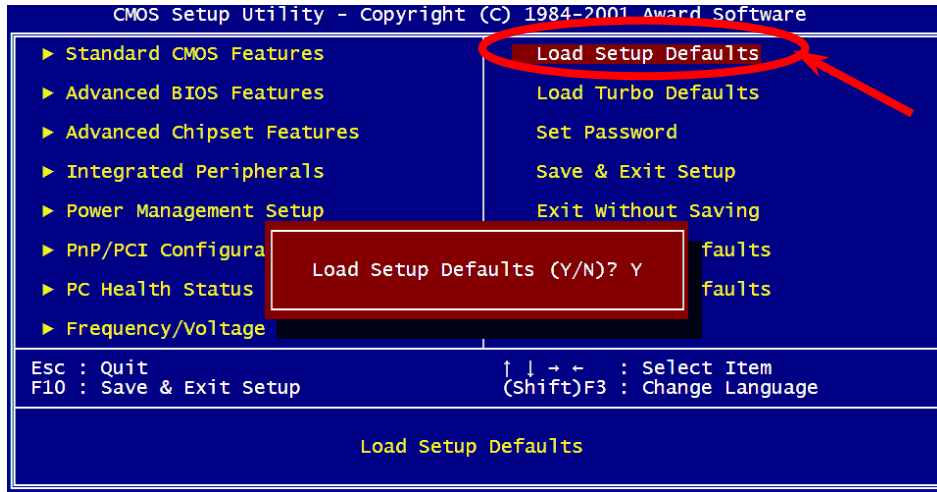 CMOS Setup Utility - Copyright (C) 1984-2001 Award Software
► Standard CMOS Features
► Advanced BIOS Features
► Advanced Chipset Features
► Integrated Peripherals
► Power Management Setup
► PnP/PCI Configura
► PC Health Status
► Frequency/Voltage
Load Setup Defaults
Load Turbo Defaults
Set Password
Save & Exit Setup
Exit Without Saving
faults
faults
Load Setup Defaults (Y/N)? Y
Esc : Quit
F10 : Save & Exit Setup
↑ ↓ → ← : Select Item
(Shift)F3 : Change Language
Load Setup Defaults